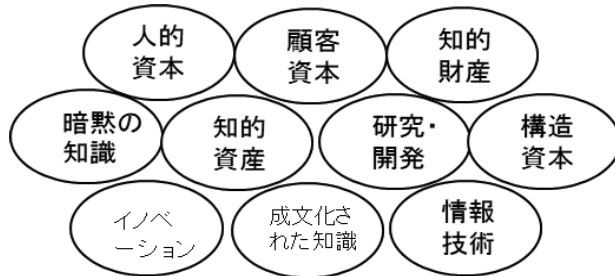 人的
資本
顧客
資本
知的
財産
暗黙の
知識
知的
資産
研究・
開発
構造
資本
イノベ
ーション
成文化さ
れた知識
情報
技術